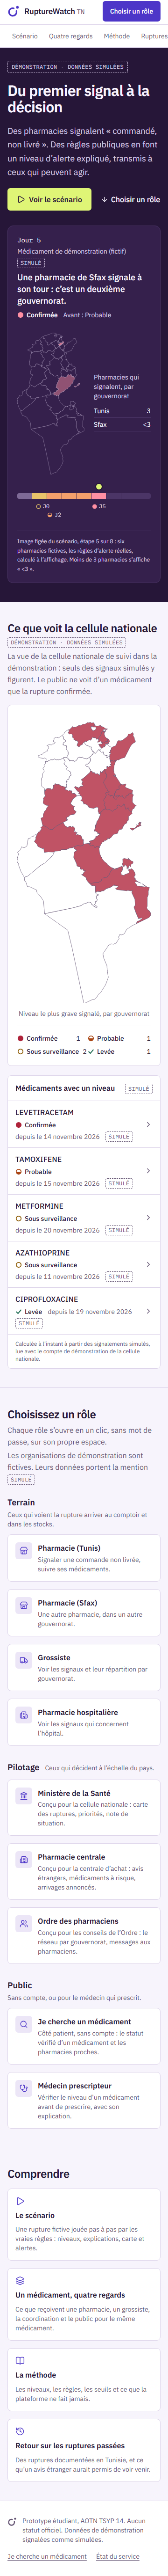 RuptureWatch TN
Choisir un rôle
Scénario Quatre regards Méthode Ruptures
DÉMONSTRATION · DONNÉES SIMULÉES
Du premier signal à la
décision
Des pharmaciens signalent « commandé,
non livré ». Des règles publiques en font
un niveau d'alerte expliqué, transmis à
ceux qui peuvent agir.
Voir le scénario
Choisir un rôle
Jour 5
Médicament de démonstration (fictif)
SIMULÉ
Une pharmacie de Sfax signale à
son tour : c'est un deuxième
gouvernorat.
Confirmée Avant : Probable
Pharmacies qui
signalent, par
gouvernorat
Tunis 3
Sfax <3
J0
J5
J2
Image figée du scénario, étape 5 sur 8 : six
pharmacies fictives, les règles d'alerte réelles,
calculé à l'affichage. Moins de 3 pharmacies s'affiche
« <3 ».
Ce que voit la cellule nationale
DÉMONSTRATION · DONNÉES SIMULÉES
La vue de la cellule nationale de suivi dans la
démonstration : seuls des signaux simulés y
figurent. Le public ne voit d'un médicament
que la rupture confirmée.
Niveau le plus grave signalé, par gouvernorat
Confirmée 1
Probable 1
Sous surveillance 2
Levée 1
Médicaments avec un niveau
SIMULÉ
LEVETIRACETAM
Confirmée
depuis le 14 novembre 2026 SIMULÉ
TAMOXIFENE
Probable
depuis le 15 novembre 2026 SIMULÉ
METFORMINE
Sous surveillance
depuis le 20 novembre 2026 SIMULÉ
AZATHIOPRINE
Sous surveillance
depuis le 11 novembre 2026 SIMULÉ
CIPROFLOXACINE
Levée depuis le 19 novembre 2026
SIMULÉ
Calculée à l'instant à partir des signalements simulés,
lue avec le compte de démonstration de la cellule
nationale.
Choisissez un rôle
Chaque rôle s'ouvre en un clic, sans mot de
passe, sur son propre espace.
Les organisations de démonstration sont
fictives. Leurs données portent la mention
SIMULÉ
Terrain
Ceux qui voient la rupture arriver au comptoir et
dans les stocks.
Pharmacie (Tunis)
Signaler une commande non livrée,
suivre ses médicaments.
Pharmacie (Sfax)
Une autre pharmacie, dans un autre
gouvernorat.
Grossiste
Voir les signaux et leur répartition par
gouvernorat.
Pharmacie hospitalière
Voir les signaux qui concernent
l'hôpital.
Pilotage Ceux qui décident à l'échelle du pays.
Ministère de la Santé
Conçu pour la cellule nationale : carte
des ruptures, priorités, note de
situation.
Pharmacie centrale
Conçu pour la centrale d'achat : avis
étrangers, médicaments à risque,
arrivages annoncés.
Ordre des pharmaciens
Conçu pour les conseils de l'Ordre : le
réseau par gouvernorat, messages aux
pharmaciens.
Public
Sans compte, ou pour le médecin qui prescrit.
Je cherche un médicament
Côté patient, sans compte : le statut
vérifié d'un médicament et les
pharmacies proches.
Médecin prescripteur
Vérifier le niveau d'un médicament
avant de prescrire, avec son
explication.
Comprendre
Le scénario
Une rupture fictive jouée pas à pas par les
vraies règles : niveaux, explications, carte et
alertes.
Un médicament, quatre regards
Ce que reçoivent une pharmacie, un grossiste,
la coordination et le public pour le même
médicament.
La méthode
Les niveaux, les règles, les seuils et ce que la
plateforme ne fait jamais.
Retour sur les ruptures passées
Des ruptures documentées en Tunisie, et ce
qu'un avis étranger aurait permis de voir venir.
Prototype étudiant, AOTN TSYP 14. Aucun
statut officiel. Données de démonstration
signalées comme simulées.
Je cherche un médicament État du service